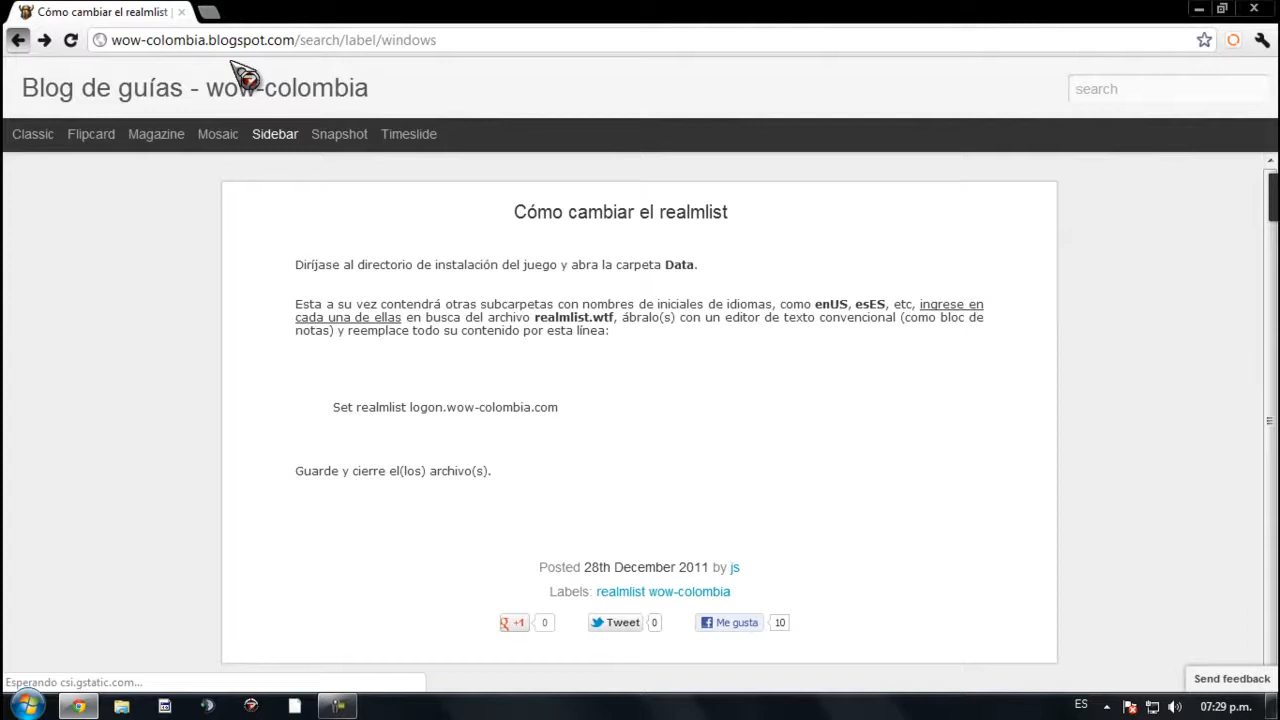 Cómo cambiar el realmlist |
wow-colombia.blogspot.com/search/label/windows
Blog de guías - wow-colombia
search
Classic Flipcard Magazine Mosaic Sidebar Snapshot Timeslide
Cómo cambiar el realmlist
Diríjase al directorio de instalación del juego y abra la carpeta Data.
Esta a su vez contendrá otras subcarpetas con nombres de iniciales de idiomas, como enUS, esES, etc, ingrese en
cada una de ellas en busca del archivo realmlist.wtf, ábralo(s) con un editor de texto convencional (como bloc de
notas) y reemplace todo su contenido por esta línea:
Set realmlist logon.wow-colombia.com
Guarde y cierre el(los) archivo(s).
Posted 28th December 2011 by js
Labels: realmlist wow-colombia
+1 0 Tweet 0 Me gusta 10
Esperando csi.gstatic.com...
Send feedback
ES 07:29 p.m.